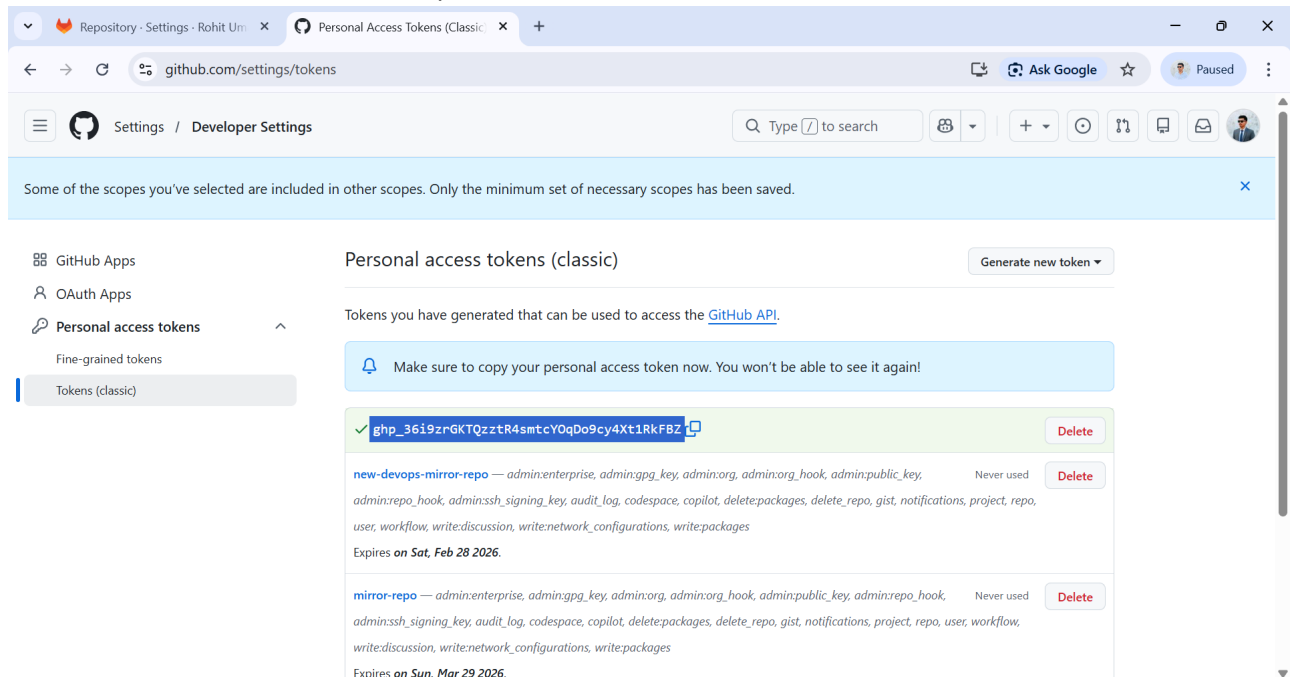 Repository · Settings · Rohit Um
Personal Access Tokens (Classic)
github.com/settings/tokens
Ask Google
Paused
Settings / Developer Settings
Type / to search
Some of the scopes you've selected are included in other scopes. Only the minimum set of necessary scopes has been saved.
GitHub Apps
OAuth Apps
Personal access tokens
Fine-grained tokens
Tokens (classic)
Personal access tokens (classic)
Generate new token
Tokens you have generated that can be used to access the GitHub API.
Make sure to copy your personal access token now. You won't be able to see it again!
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
Delete
new-devops-mirror-repo — admin:enterprise, admin:gpg_key, admin:org, admin:org_hook, admin:public_key,
Never used
Delete
admin:repo_hook, admin:ssh_signing_key, audit_log, codespace, copilot, delete:packages, delete_repo, gist, notifications, project, repo,
user, workflow, write:discussion, write:network_configurations, write:packages
Expires on Sat, Feb 28 2026.
mirror-repo — admin:enterprise, admin:gpg_key, admin:org, admin:org_hook, admin:public_key, admin:repo_hook,
Never used
Delete
admin:ssh_signing_key, audit_log, codespace, copilot, delete:packages, delete_repo, gist, notifications, project, repo, user, workflow,
write:discussion, write:network_configurations, write:packages
Expires on Sun, Mar 29 2026.